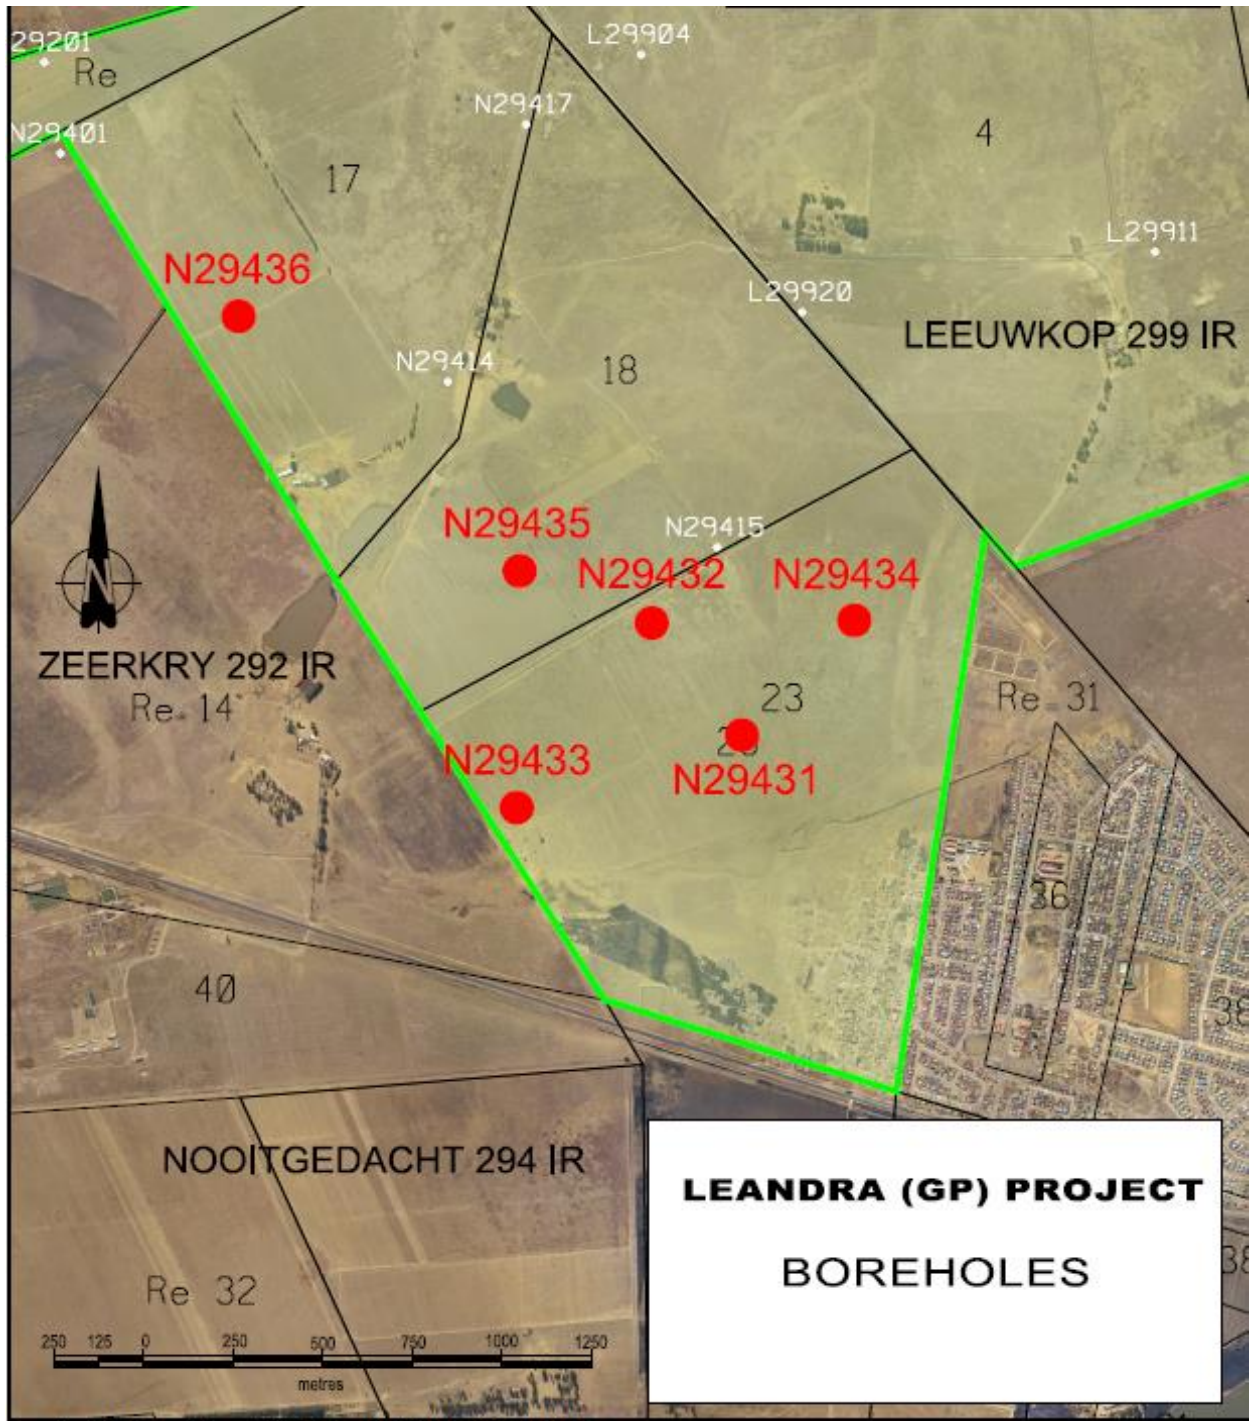 29201
Re
L29904
N29401
N29417
4
17
L29911
N29436
L29920
LEEUWKOP 299 IR
N29414
18
N29435
N29415
N29432
N29434
N
ZEERKRY 292 IR
Re 14
23
Re 31
N29433
N29431
36
40
38
NOOITGEDACHT 294 IR
LEANDRA (GP) PROJECT
BOREHOLES
Re 32
38
250 125 0 250 500 750 1000 1250
metres